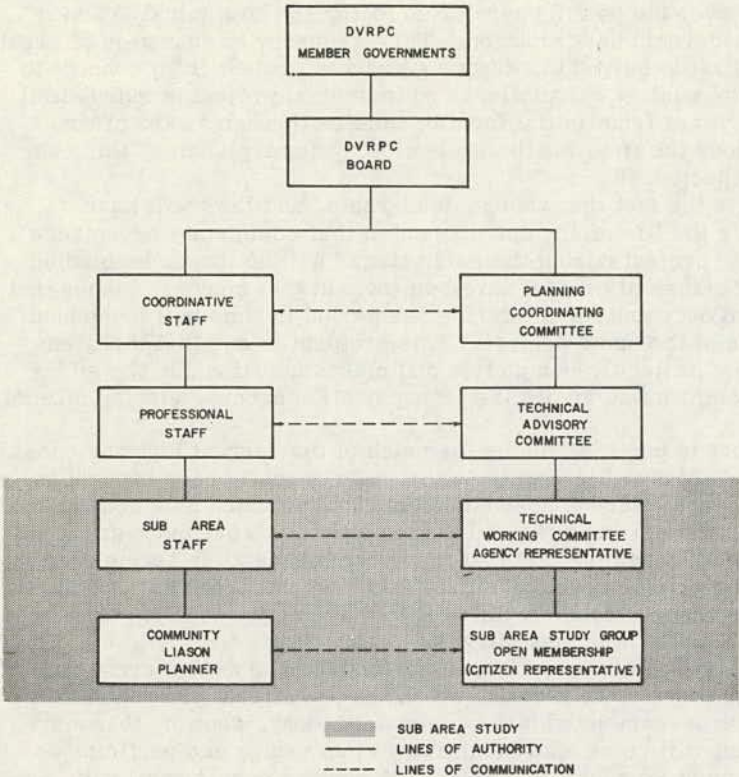 DVRPC
MEMBER GOVERNMENTS
DVRPC
BOARD
COORDINATIVE
STAFF
PLANNING
COORDINATING
COMMITTEE
PROFESSIONAL
STAFF
TECHNICAL
ADVISORY
COMMITTEE
SUB AREA
STAFF
TECHNICAL
WORKING COMMITTEE
AGENCY REPRESENTATIVE
COMMUNITY
LIASON
PLANNER
SUB AREA STUDY GROUP
OPEN MEMBERSHIP
(CITIZEN REPRESENTATIVE)
SUB AREA STUDY
LINES OF AUTHORITY
LINES OF COMMUNICATION